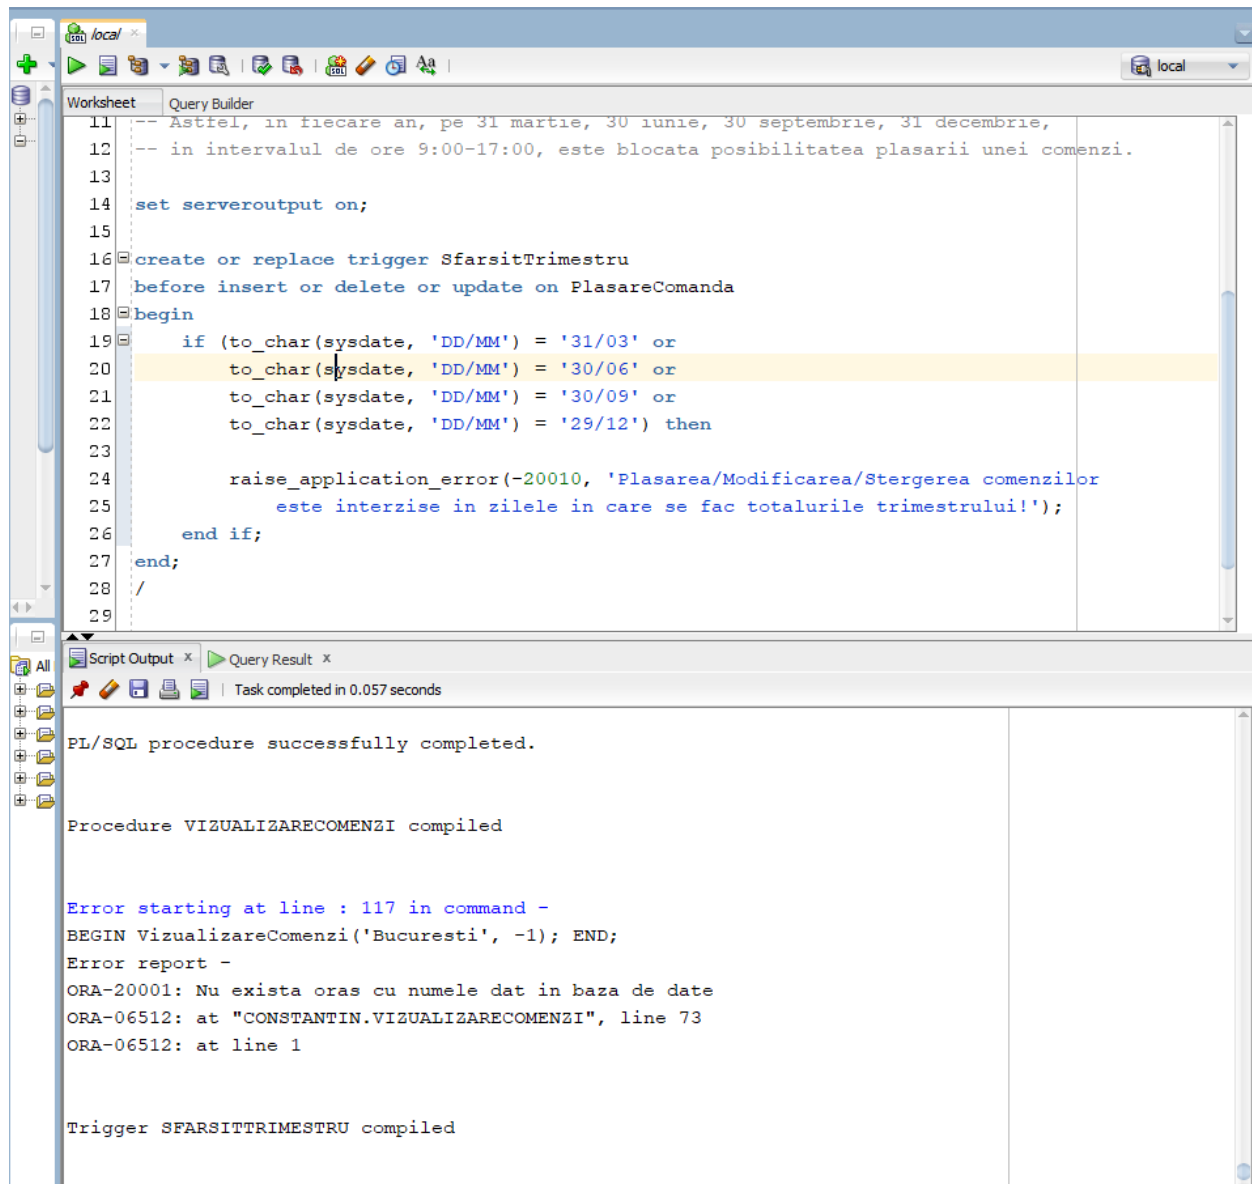 local
local
Worksheet Query Builder
11 -- Astfel, in fiecare an, pe 31 martie, 30 iunie, 30 septembrie, 31 decembrie,
12 -- in intervalul de ore 9:00-17:00, este blocata posibilitatea plasarii unei comenzi.
13
14 set serveroutput on;
15
16 create or replace trigger SfarsitTrimestru
17 before insert or delete or update on PlasareComanda
18 begin
19 if (to_char(sysdate, 'DD/MM') = '31/03' or
20 to_char(sysdate, 'DD/MM') = '30/06' or
21 to_char(sysdate, 'DD/MM') = '30/09' or
22 to_char(sysdate, 'DD/MM') = '29/12') then
23
24 raise_application_error(-20010, 'Plasarea/Modificarea/Stergerea comenzilor
25 este interzise in zilele in care se fac totalurile trimestrului!');
26 end if;
27 end;
28 /
29
All
Script Output x Query Result x
Task completed in 0.057 seconds
PL/SQL procedure successfully completed.
Procedure VIZUALIZARECOMENZI compiled
Error starting at line : 117 in command -
BEGIN VizualizareComenzi('Bucuresti', -1); END;
Error report -
ORA-20001: Nu exista oras cu numele dat in baza de date
ORA-06512: at "CONSTANTIN.VIZUALIZARECOMENZI", line 73
ORA-06512: at line 1
Trigger SFARSITTRIMESTRU compiled